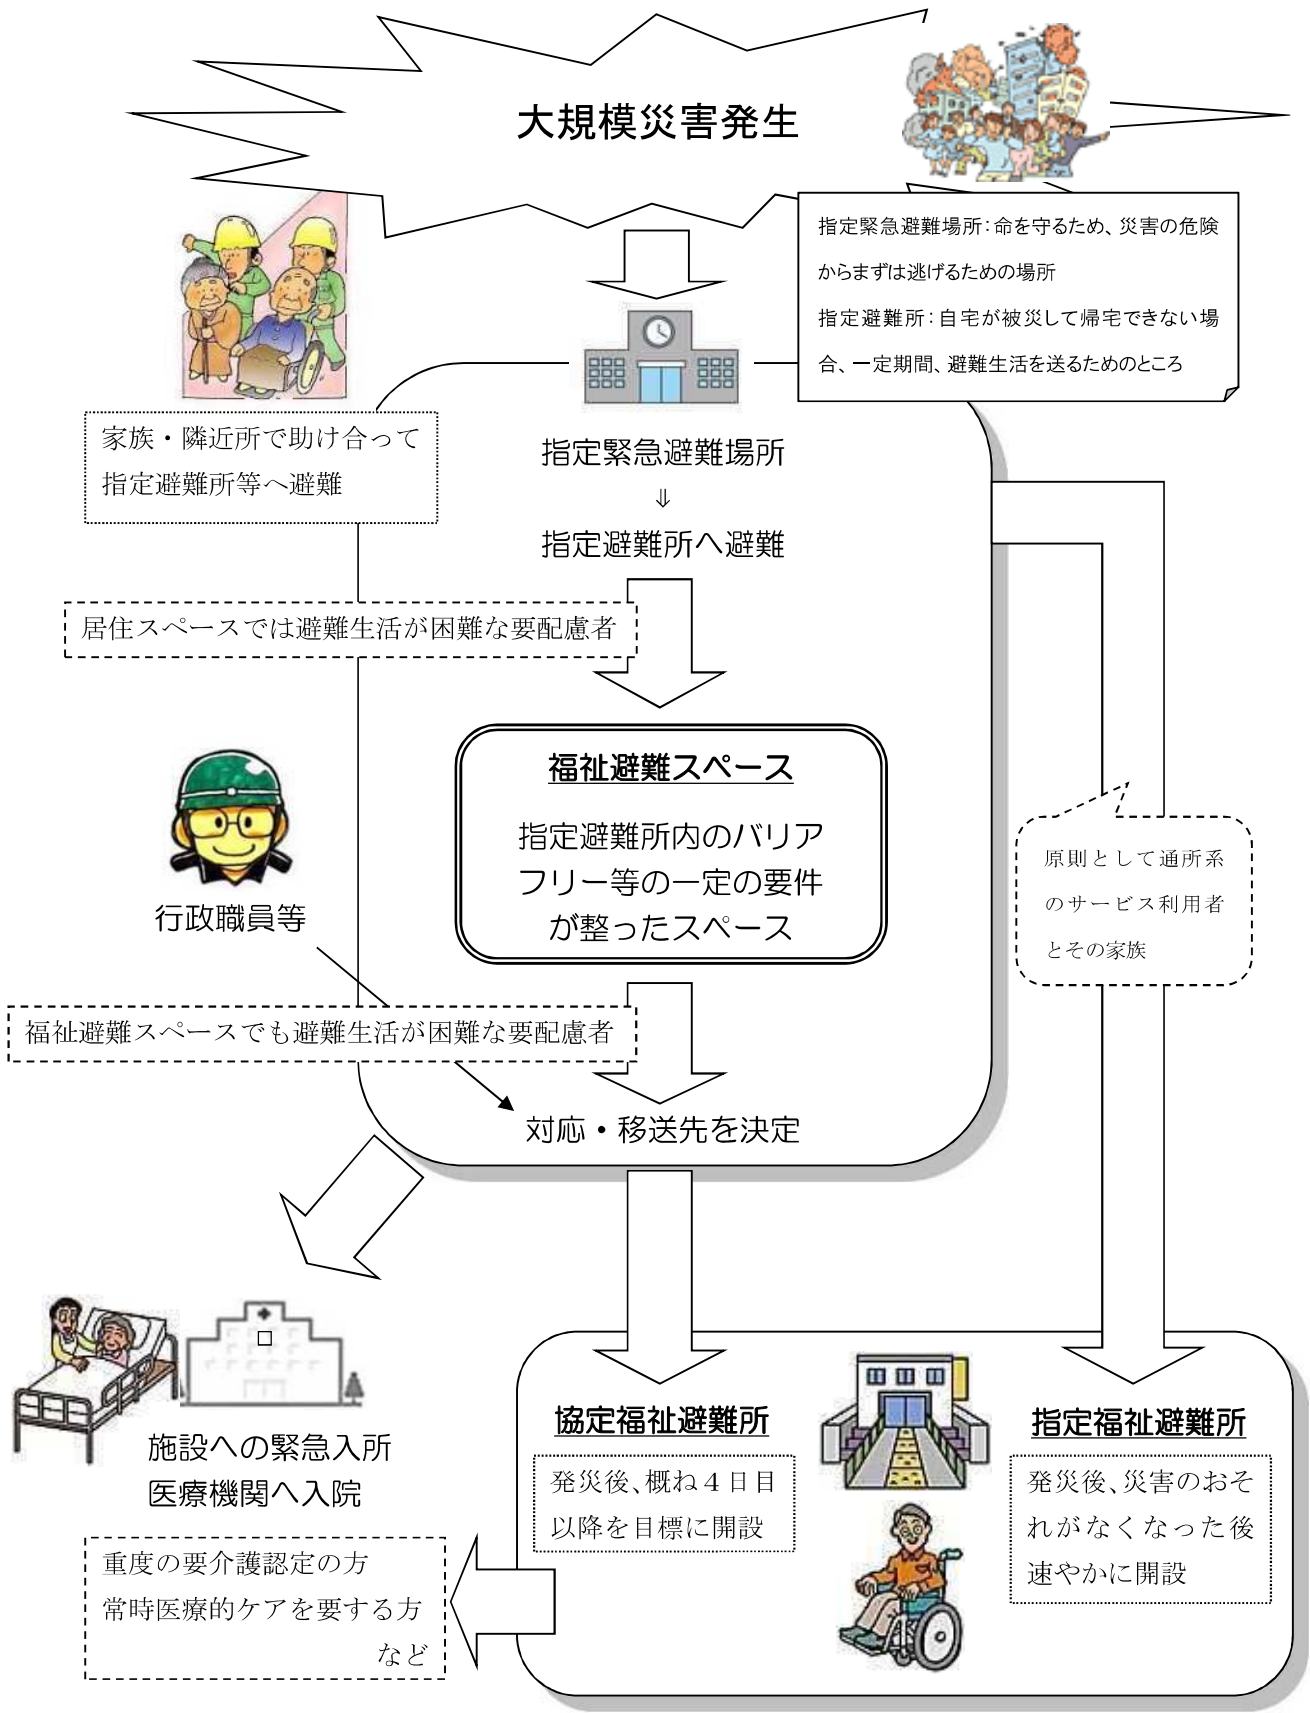 大規模災害発生
指定緊急避難場所：命を守るため、災害の危険
からまずは逃げるための場所
指定避難所：自宅が被災して帰宅できない場
合、一定期間、避難生活を送るためのところ
家族・隣近所で助け合って
指定避難所等へ避難
指定緊急避難場所
⇓
指定避難所へ避難
居住スペースでは避難生活が困難な要配慮者
福祉避難スペース
指定避難所内のバリア
フリー等の一定の要件
が整ったスペース
行政職員等
原則として通所系
のサービス利用者
とその家族
福祉避難スペースでも避難生活が困難な要配慮者
対応・移送先を決定
施設への緊急入所
医療機関へ入院
重度の要介護認定の方
常時医療的ケアを要する方
など
協定福祉避難所
発災後、概ね４日目
以降を目標に開設
指定福祉避難所
発災後、災害のおそ
れがなくなった後
速やかに開設